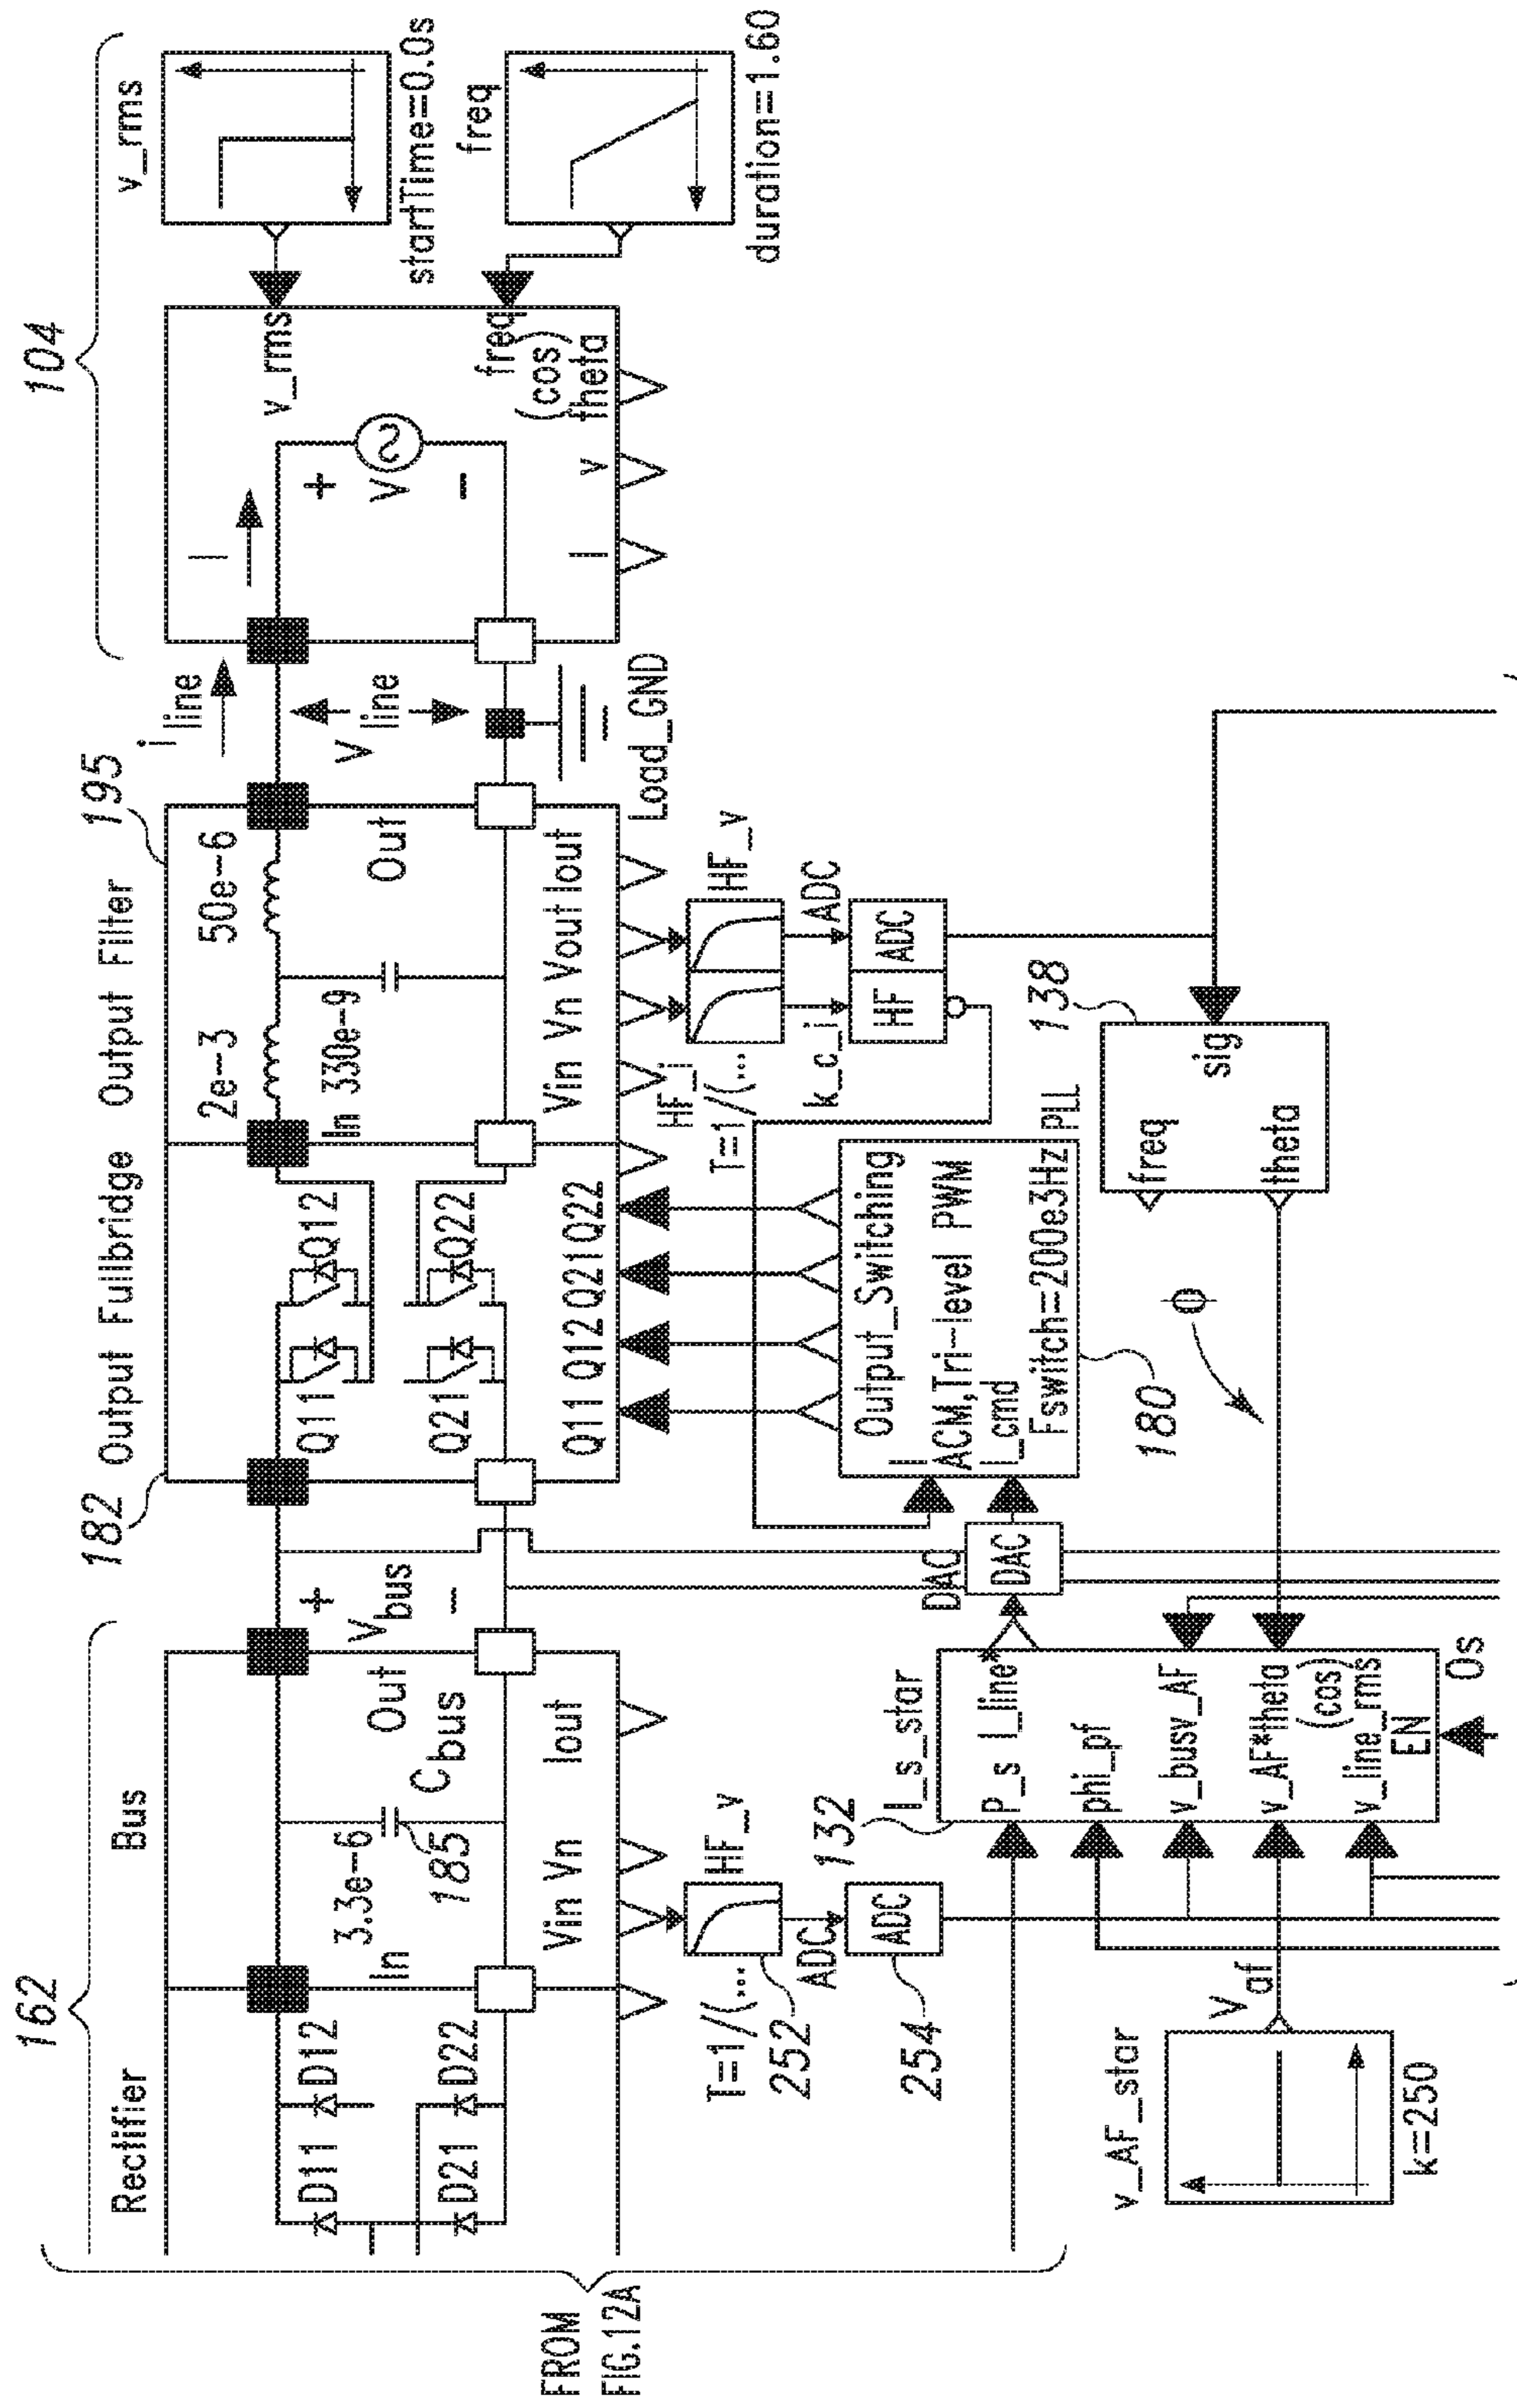 162
Rectifier
Bus
182
Output Fullbridge
Output Filter
195
104
D11
D12
D21
D22
3.3e-6
In
Out
185
C bus
Vin Vn
Iout
+
V bus
-
Q11
Q12
Q21
Q22
Q11 Q12 Q21 Q22
2e-3
50e-6
In 330e-9
Out
Vin Vn Vout Iout
i line
V line
Load_GND
I
+
V
-
v_rms
freq
(cos)
I
v
theta
v_rms
startTime=0.0s
freq
duration=1.60
FROM
FIG.12A
HF_v
T=1/(...
252
ADC
ADC
254
132
HF_i
T=1/(...
HF_v
k_c_i
ADC
HF
ADC
Output_Switching
I
ACM,Tri-level PWM
I_cmd
Fswitch=200e3Hz
180
DAC
DAC
I_s_star
P_s I_line*
phi_pf
v_busv_AF
v_AF*theta
(cos)
v_line_rms
EN
0s
PLL
138
freq
sig
theta
ϕ
v_AF_star
V af
k=250